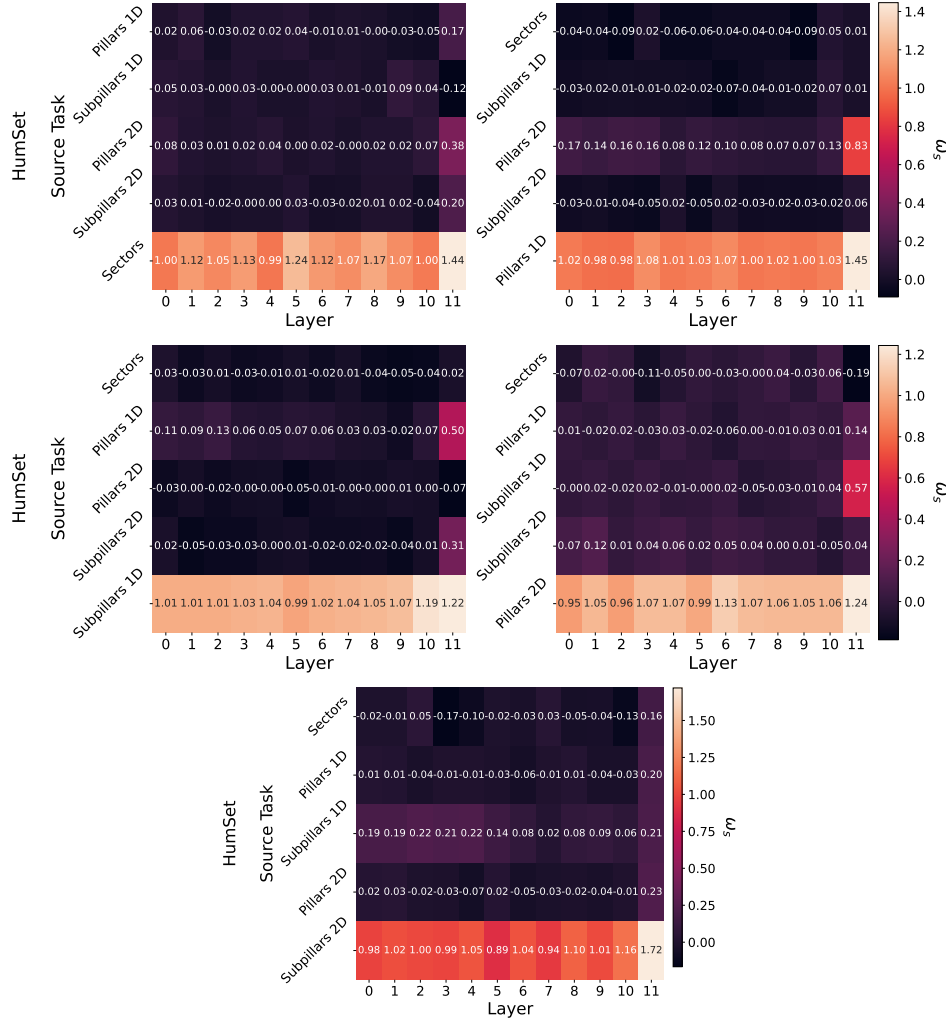 HumSet
Source Task
Pillars 1D
0.02 0.06 -0.03 0.02 0.02 0.04 -0.01 0.01 -0.00 -0.03 -0.05 0.17
Subpillars 1D
0.05 0.03 -0.00 0.03 -0.00 -0.00 0.03 0.01 -0.01 0.09 0.04 -0.12
Pillars 2D
0.08 0.03 0.01 0.02 0.04 0.00 0.02 -0.00 0.02 0.02 0.07 0.38
Subpillars 2D
0.03 0.01 -0.02 -0.00 0.00 0.03 -0.03 -0.02 0.01 0.02 -0.04 0.20
Sectors
1.00 1.12 1.05 1.13 0.99 1.24 1.12 1.07 1.17 1.07 1.00 1.44
0 1 2 3 4 5 6 7 8 9 10 11
Layer
Sectors
-0.04 -0.04 -0.09 0.04 -0.06 -0.06 -0.04 -0.04 -0.04 -0.09 0.05 0.01
Subpillars 1D
-0.03 -0.02 -0.01 -0.01 -0.01 -0.02 -0.07 -0.04 -0.01 -0.02 0.07 0.01
Pillars 2D
0.17 0.14 0.16 0.16 0.08 0.12 0.10 0.08 0.07 0.07 0.13 0.83
Subpillars 2D
-0.03 -0.01 -0.04 -0.05 0.02 -0.05 0.01 -0.02 -0.03 -0.03 -0.02 0.06
Pillars 1D
1.02 0.98 0.98 1.08 1.01 1.03 1.07 1.00 1.02 1.00 1.03 1.45
0 1 2 3 4 5 6 7 8 9 10 11
Layer
1.4
1.2
1.0
0.8
0.6
0.4
0.2
0.0
ωs
HumSet
Source Task
Sectors
-0.03 -0.03 0.01 -0.03 -0.01 0.01 -0.02 0.01 -0.04 -0.05 -0.04 0.02
Pillars 1D
0.11 0.09 0.13 0.06 0.05 0.07 0.06 0.03 0.03 -0.02 0.07 0.50
Pillars 2D
-0.03 0.00 -0.04 -0.00 -0.00 -0.05 -0.01 -0.00 -0.00 0.01 0.00 -0.07
Subpillars 2D
0.02 -0.05 -0.03 -0.03 -0.00 0.01 -0.02 -0.02 -0.02 -0.04 0.01 0.31
Subpillars 1D
1.01 1.01 1.01 1.03 1.04 0.99 1.02 1.04 1.05 1.07 1.19 1.22
0 1 2 3 4 5 6 7 8 9 10 11
Layer
Sectors
-0.07 0.02 -0.00 -0.11 -0.05 0.00 -0.03 -0.00 0.04 -0.03 0.06 -0.19
Pillars 1D
0.01 -0.02 0.02 -0.03 -0.03 0.02 -0.06 0.00 -0.01 0.03 0.01 0.14
Subpillars 1D
-0.00 0.02 -0.02 0.02 -0.01 0.01 -0.02 -0.05 -0.03 -0.01 0.04 0.57
Subpillars 2D
0.07 0.12 0.01 0.04 0.06 0.02 0.05 0.04 0.00 0.01 -0.05 0.04
Pillars 2D
0.95 1.05 0.96 1.07 1.07 0.99 1.13 1.07 1.06 1.05 1.06 1.24
0 1 2 3 4 5 6 7 8 9 10 11
Layer
1.2
1.0
0.8
0.6
0.4
0.2
0.0
ωs
HumSet
Source Task
Sectors
-0.02 -0.01 0.05 -0.17 -0.10 -0.02 -0.03 0.03 -0.05 -0.04 -0.13 0.16
Pillars 1D
0.01 0.01 -0.04 -0.01 -0.01 -0.03 -0.06 -0.01 0.01 -0.04 -0.03 0.20
Subpillars 1D
0.19 0.19 0.22 0.21 0.22 0.14 0.08 0.02 0.08 0.09 0.06 0.21
Pillars 2D
0.02 0.03 -0.02 -0.03 -0.07 0.02 -0.05 -0.03 -0.02 -0.04 -0.01 0.23
Subpillars 2D
0.98 1.02 1.00 0.99 1.05 0.89 1.04 0.94 1.10 1.01 1.16 1.72
0 1 2 3 4 5 6 7 8 9 10 11
Layer
1.50
1.25
1.00
0.75
0.50
0.25
0.00
ωs